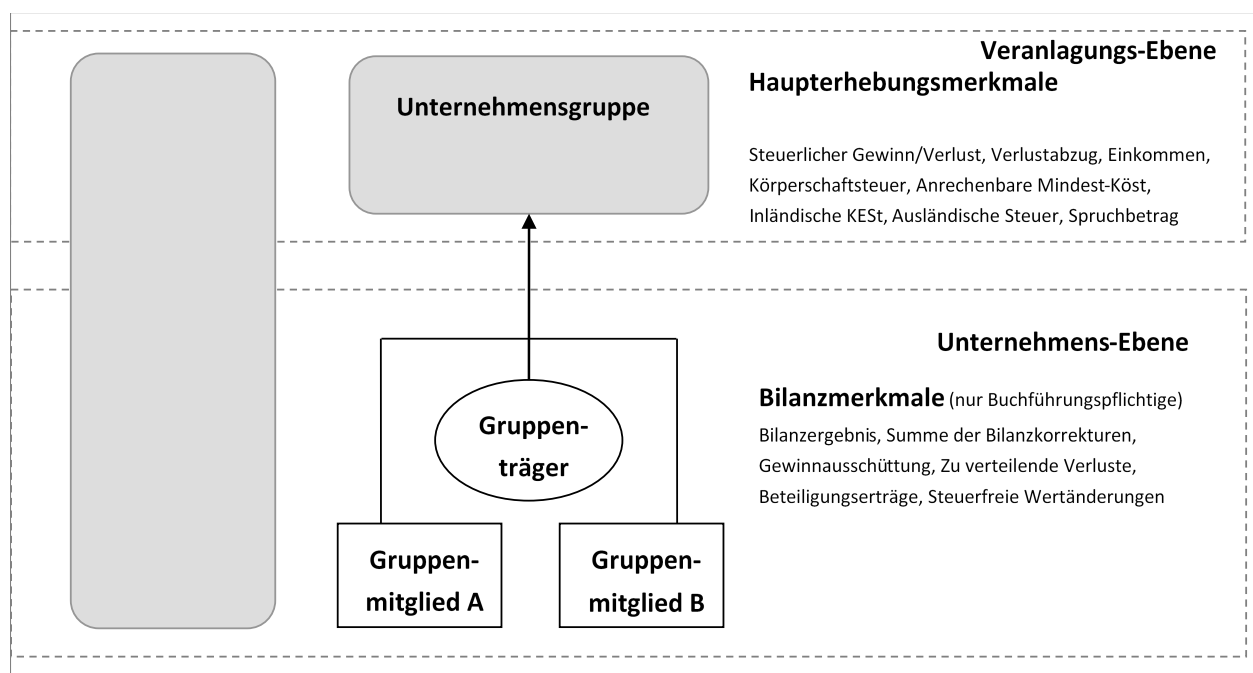 Veranlagungs-Ebene
Haupterhebungsmerkmale
Unternehmensgruppe
Steuerlicher Gewinn/Verlust, Verlustabzug, Einkommen,
Körperschaftsteuer, Anrechenbare Mindest-Köst,
Inländische KESt, Ausländische Steuer, Spruchbetrag
Unternehmens-Ebene
Bilanzmerkmale (nur Buchführungspflichtige)
Bilanzergebnis, Summe der Bilanzkorrekturen,
Gewinnausschüttung, Zu verteilende Verluste,
Beteiligungserträge, Steuerfreie Wertänderungen
Gruppen-
träger
Gruppen-
mitglied A
Gruppen-
mitglied B